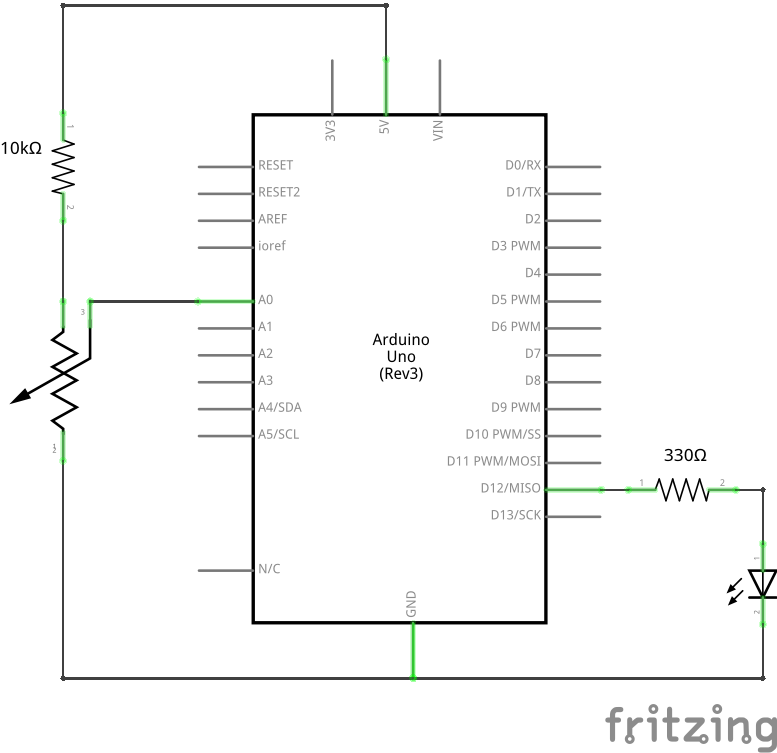 3V3
5V
VIN
1
10kΩ
2
RESET
RESET2
AREF
ioref
A0
A1
A2
A3
A4/SDA
A5/SCL
N/C
3
Arduino
Uno
(Rev3)
D0/RX
D1/TX
D2
D3 PWM
D4
D5 PWM
D6 PWM
D7
D8
D9 PWM
D10 PWM/SS
D11 PWM/MOSI
D12/MISO
D13/SCK
GND
330Ω
1
2
1
2
fritzing